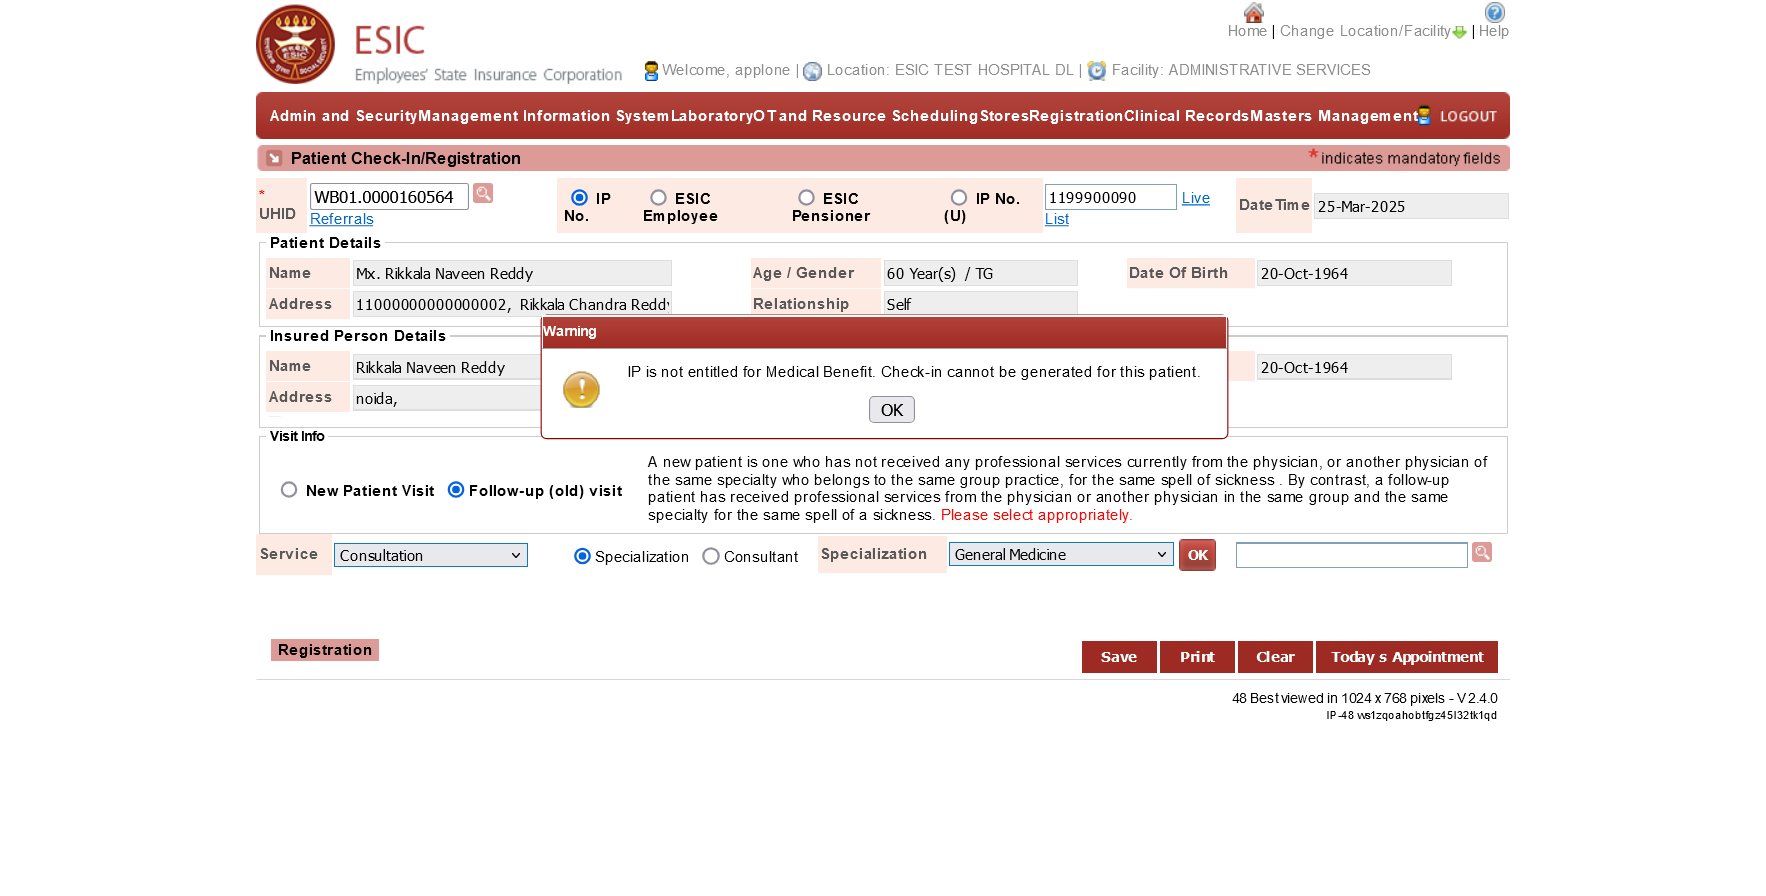 ESIC
Employees' State Insurance Corporation
Home | Change Location/Facility | Help
Welcome, applone | Location: ESIC TEST HOSPITAL DL | Facility: ADMINISTRATIVE SERVICES
Admin and Security Management Information System Laboratory OT and Resource Scheduling Stores Registration Clinical Records Masters Management LOGOUT
Patient Check-In/Registration
* indicates mandatory fields
* UHID WB01.0000160564 Referrals
IP No.
ESIC Employee
ESIC Pensioner
IP No. (U)
1199900090 Live List
DateTime 25-Mar-2025
Patient Details
Name Mx. Rikkala Naveen Reddy Age / Gender 60 Year(s) / TG Date Of Birth 20-Oct-1964
Address 11000000000000002, Rikkala Chandra Reddy Relationship Self
Insured Person Details
Name Rikkala Naveen Reddy 20-Oct-1964
Address noida,
Warning
IP is not entitled for Medical Benefit. Check-in cannot be generated for this patient.
OK
Visit Info
New Patient Visit Follow-up (old) visit
A new patient is one who has not received any professional services currently from the physician, or another physician of
the same specialty who belongs to the same group practice, for the same spell of sickness . By contrast, a follow-up
patient has received professional services from the physician or another physician in the same group and the same
specialty for the same spell of a sickness. Please select appropriately.
Service Consultation Specialization Consultant Specialization General Medicine OK
Registration
Save Print Clear Today s Appointment
48 Best viewed in 1024 x 768 pixels - V 2.4.0